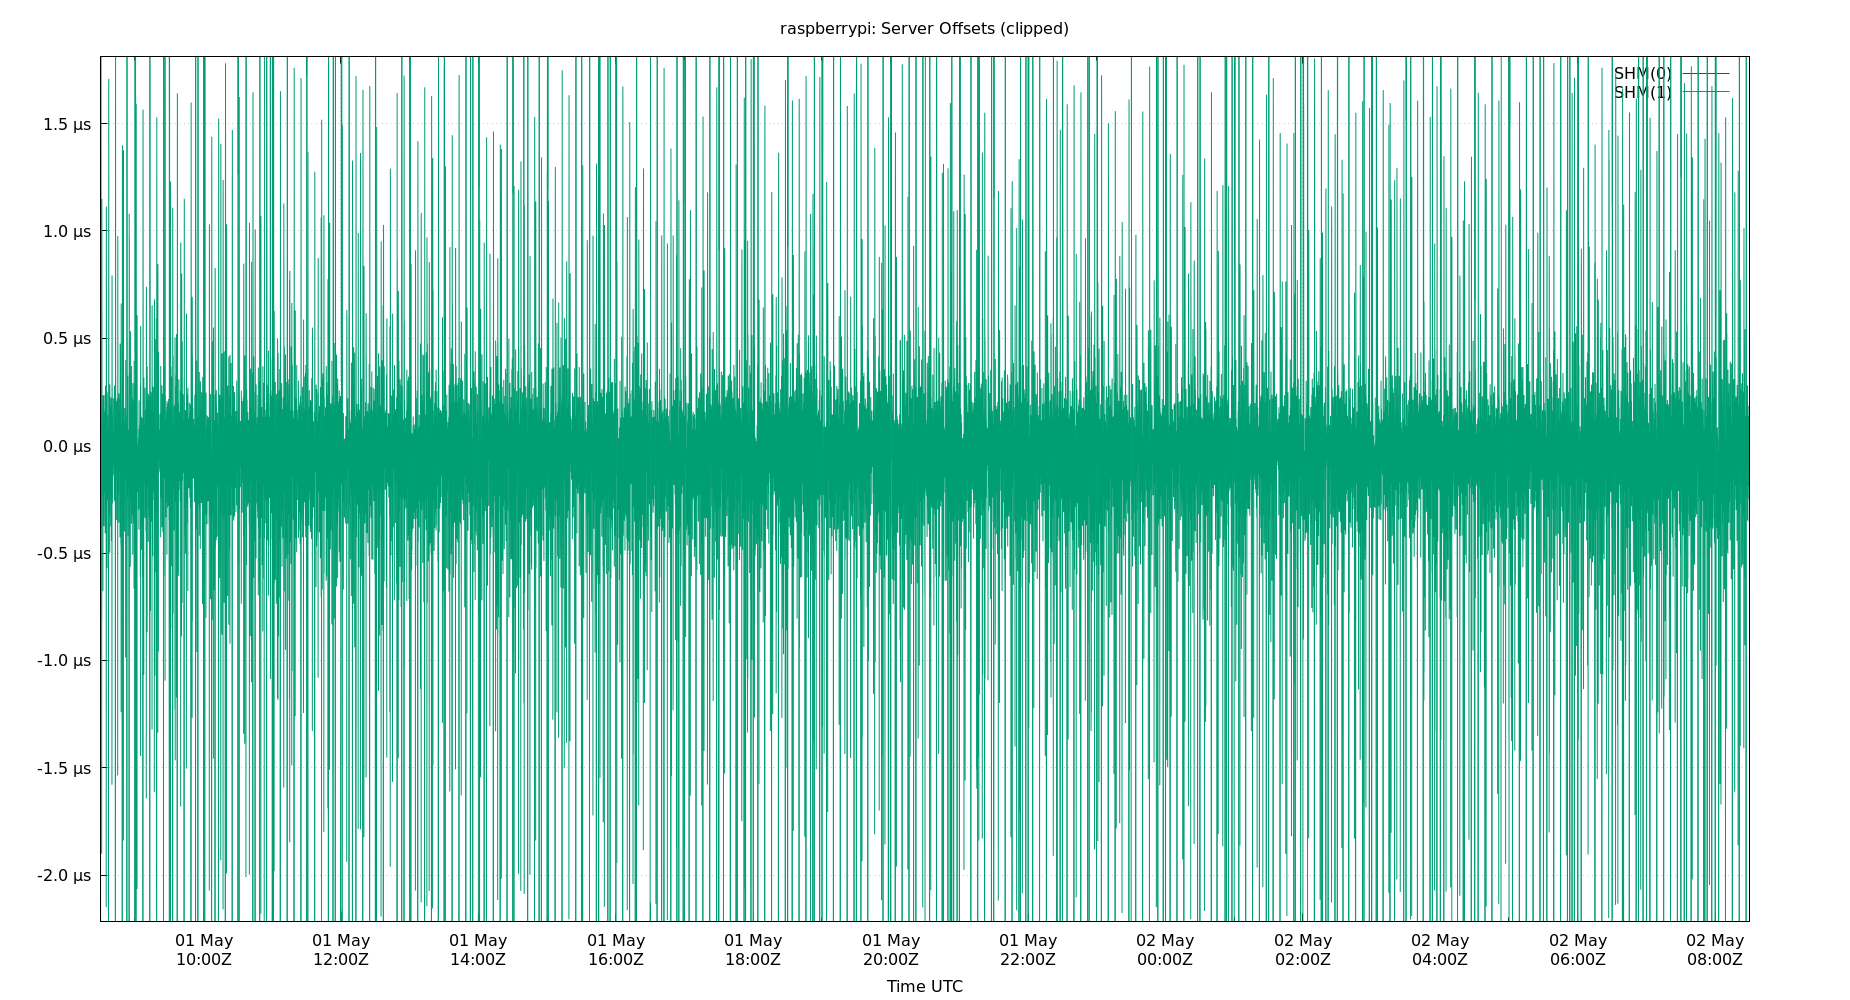 raspberrypi: Server Offsets (clipped)
SHM(0)
SHM(1)
1.5 µs
1.0 µs
0.5 µs
0.0 µs
-0.5 µs
-1.0 µs
-1.5 µs
-2.0 µs
01 May 01 May 01 May 01 May 01 May 01 May 01 May 02 May 02 May 02 May 02 May 02 May
10:00Z 12:00Z 14:00Z 16:00Z 18:00Z 20:00Z 22:00Z 00:00Z 02:00Z 04:00Z 06:00Z 08:00Z
Time UTC